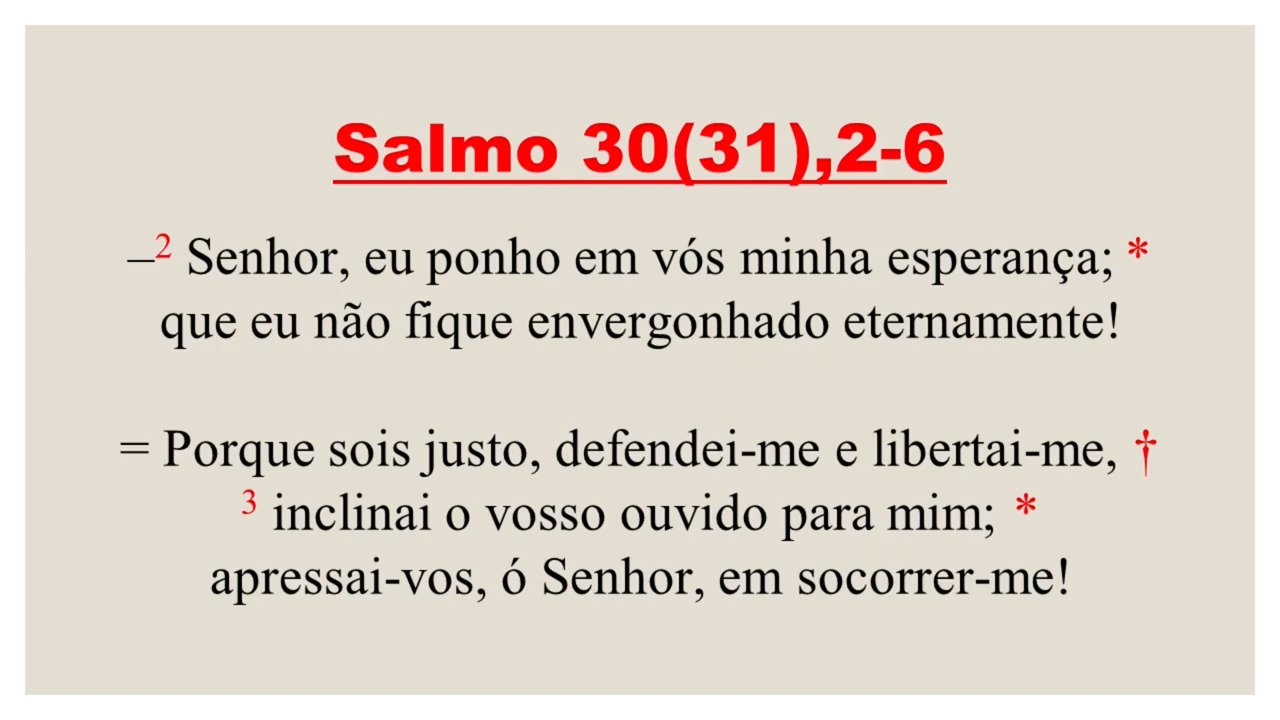 Salmo 30(31),2-6
–² Senhor, eu ponho em vós minha esperança; *
que eu não fique envergonhado eternamente!
= Porque sois justo, defendei-me e libertai-me, †
³ inclinai o vosso ouvido para mim; *
apressai-vos, ó Senhor, em socorrer-me!